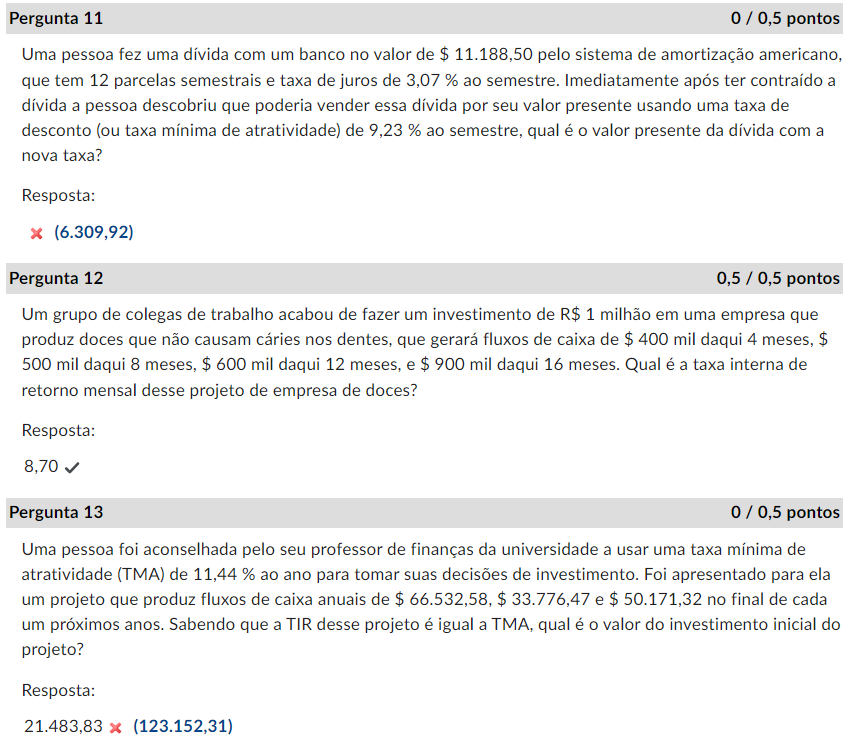 Pergunta 11 0 / 0,5 pontos
Uma pessoa fez uma dívida com um banco no valor de $ 11.188,50 pelo sistema de amortização americano,
que tem 12 parcelas semestrais e taxa de juros de 3,07 % ao semestre. Imediatamente após ter contraído a
dívida a pessoa descobriu que poderia vender essa dívida por seu valor presente usando uma taxa de
desconto (ou taxa mínima de atratividade) de 9,23 % ao semestre, qual é o valor presente da dívida com a
nova taxa?
Resposta:
(6.309,92)
Pergunta 12 0,5 / 0,5 pontos
Um grupo de colegas de trabalho acabou de fazer um investimento de R$ 1 milhão em uma empresa que
produz doces que não causam cáries nos dentes, que gerará fluxos de caixa de $ 400 mil daqui 4 meses, $
500 mil daqui 8 meses, $ 600 mil daqui 12 meses, e $ 900 mil daqui 16 meses. Qual é a taxa interna de
retorno mensal desse projeto de empresa de doces?
Resposta:
8,70
Pergunta 13 0 / 0,5 pontos
Uma pessoa foi aconselhada pelo seu professor de finanças da universidade a usar uma taxa mínima de
atratividade (TMA) de 11,44 % ao ano para tomar suas decisões de investimento. Foi apresentado para ela
um projeto que produz fluxos de caixa anuais de $ 66.532,58, $ 33.776,47 e $ 50.171,32 no final de cada
um próximos anos. Sabendo que a TIR desse projeto é igual a TMA, qual é o valor do investimento inicial do
projeto?
Resposta:
21.483,83 (123.152,31)